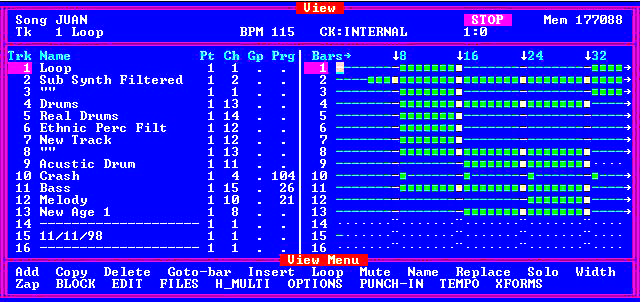 View
Song JUAN STOP Mem 177088
Tk 1 Loop BPM 115 CK:INTERNAL 1:0
Trk Name Pt Ch Gp Prg Bars→ ↓8 ↓16 ↓24 ↓32
1 Loop 1 1 . . 1
2 Sub Synth Filtered 1 2 . . 2
3 "" 1 1 . . 3
4 Drums 1 13 . . 4
5 Real Drums 1 14 . . 5
6 Ethnic Perc Filt 1 12 . . 6
7 New Track 1 12 . . 7
8 "" 1 13 . . 8
9 Acustic Drum 1 11 . . 9
10 Crash 1 4 . 104 10
11 Bass 1 15 . 26 11
12 Melody 1 10 . 21 12
13 New Age 1 1 8 . . 13
14 1 1 . . 14
15 11/11/98 1 1 . . 15
16 1 1 . . 16
View Menu
Add Copy Delete Goto-bar Insert Loop Mute Name Replace Solo Width
Zap BLOCK EDIT FILES H_MULTI OPTIONS PUNCH-IN TEMPO XFORMS